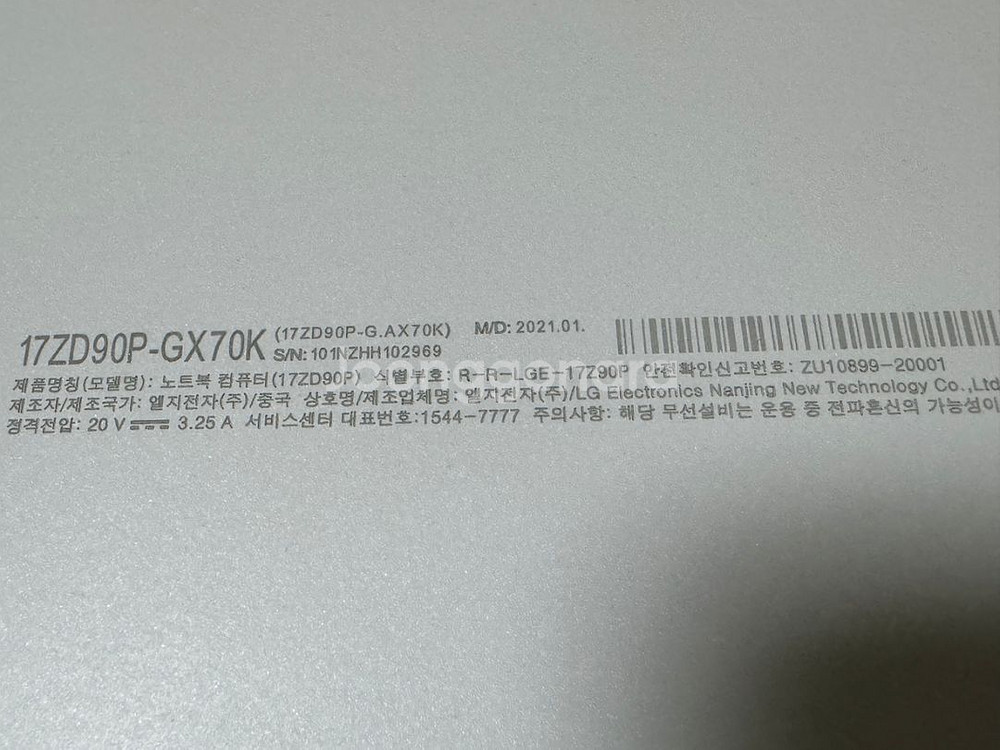 17ZD90P-GX70K (17ZD90P-G.AX70K) M/D: 2021.01.
S/N: 101NZHH102969
제품명칭(모델명): 노트북 컴퓨터(17ZD90P) 식별부호: R-R-LGE-17Z90P 안전확인신고번호: ZU10899-20001
제조자/제조국가: 엘지전자(주)/중국 상호명/제조업체명: 엘지전자(주)/LG Electronics Nanjing New Technology Co.,Ltd
정격전압: 20 V 3.25 A 서비스센터 대표번호:1544-7777 주의사항: 해당 무선설비는 운용 중 전파혼신의 가능성이